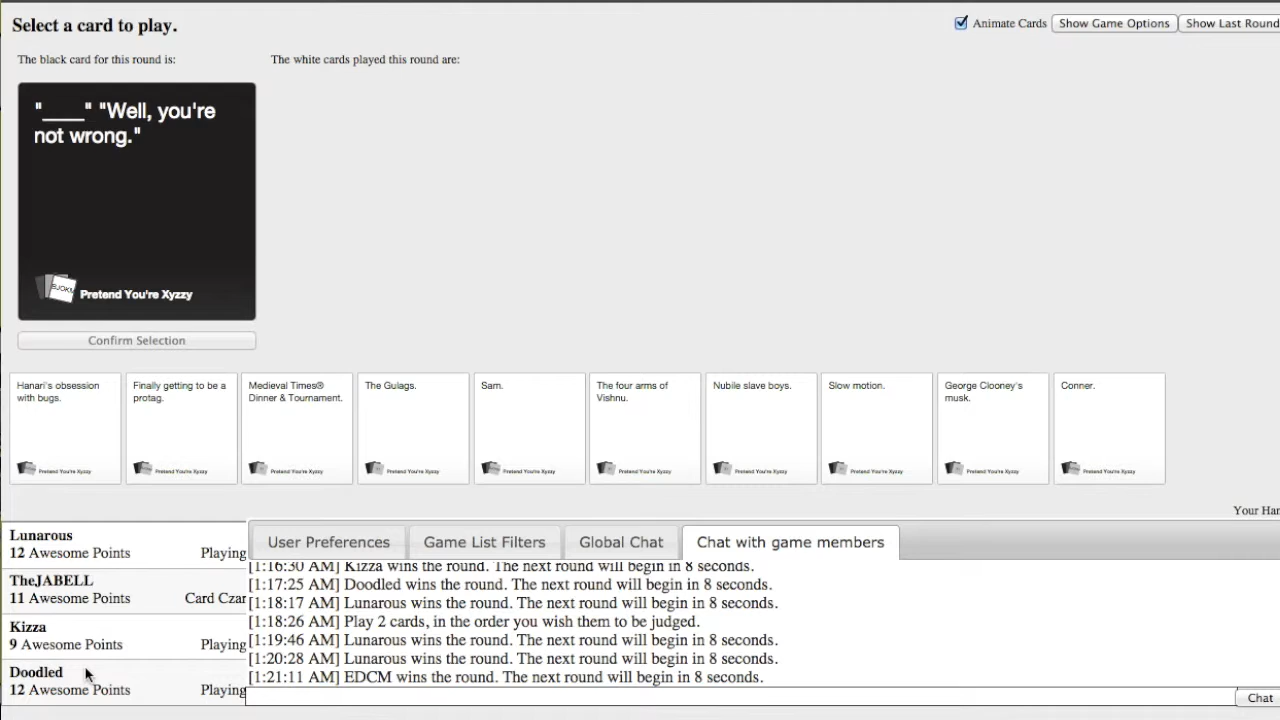 Select a card to play.
Animate Cards
Show Game Options
Show Last Round
The black card for this round is:
The white cards played this round are:
"____" "Well, you're
not wrong."
Pretend You're Xyzzy
Confirm Selection
Hanari's obsession
with bugs.
Pretend You're Xyzzy
Finally getting to be a
protag.
Pretend You're Xyzzy
Medieval Times®
Dinner & Tournament.
Pretend You're Xyzzy
The Gulags.
Pretend You're Xyzzy
Sam.
Pretend You're Xyzzy
The four arms of
Vishnu.
Pretend You're Xyzzy
Nubile slave boys.
Pretend You're Xyzzy
Slow motion.
Pretend You're Xyzzy
George Clooney's
musk.
Pretend You're Xyzzy
Conner.
Pretend You're Xyzzy
Your Han
Lunarous
12 Awesome Points Playing
TheJABELL
11 Awesome Points Card Czar
Kizza
9 Awesome Points Playing
Doodled
12 Awesome Points Playing
User Preferences
Game List Filters
Global Chat
Chat with game members
[1:16:30 AM] Kizza wins the round. The next round will begin in 8 seconds.
[1:17:25 AM] Doodled wins the round. The next round will begin in 8 seconds.
[1:18:17 AM] Lunarous wins the round. The next round will begin in 8 seconds.
[1:18:26 AM] Play 2 cards, in the order you wish them to be judged.
[1:19:46 AM] Lunarous wins the round. The next round will begin in 8 seconds.
[1:20:28 AM] Lunarous wins the round. The next round will begin in 8 seconds.
[1:21:11 AM] EDCM wins the round. The next round will begin in 8 seconds.
Chat